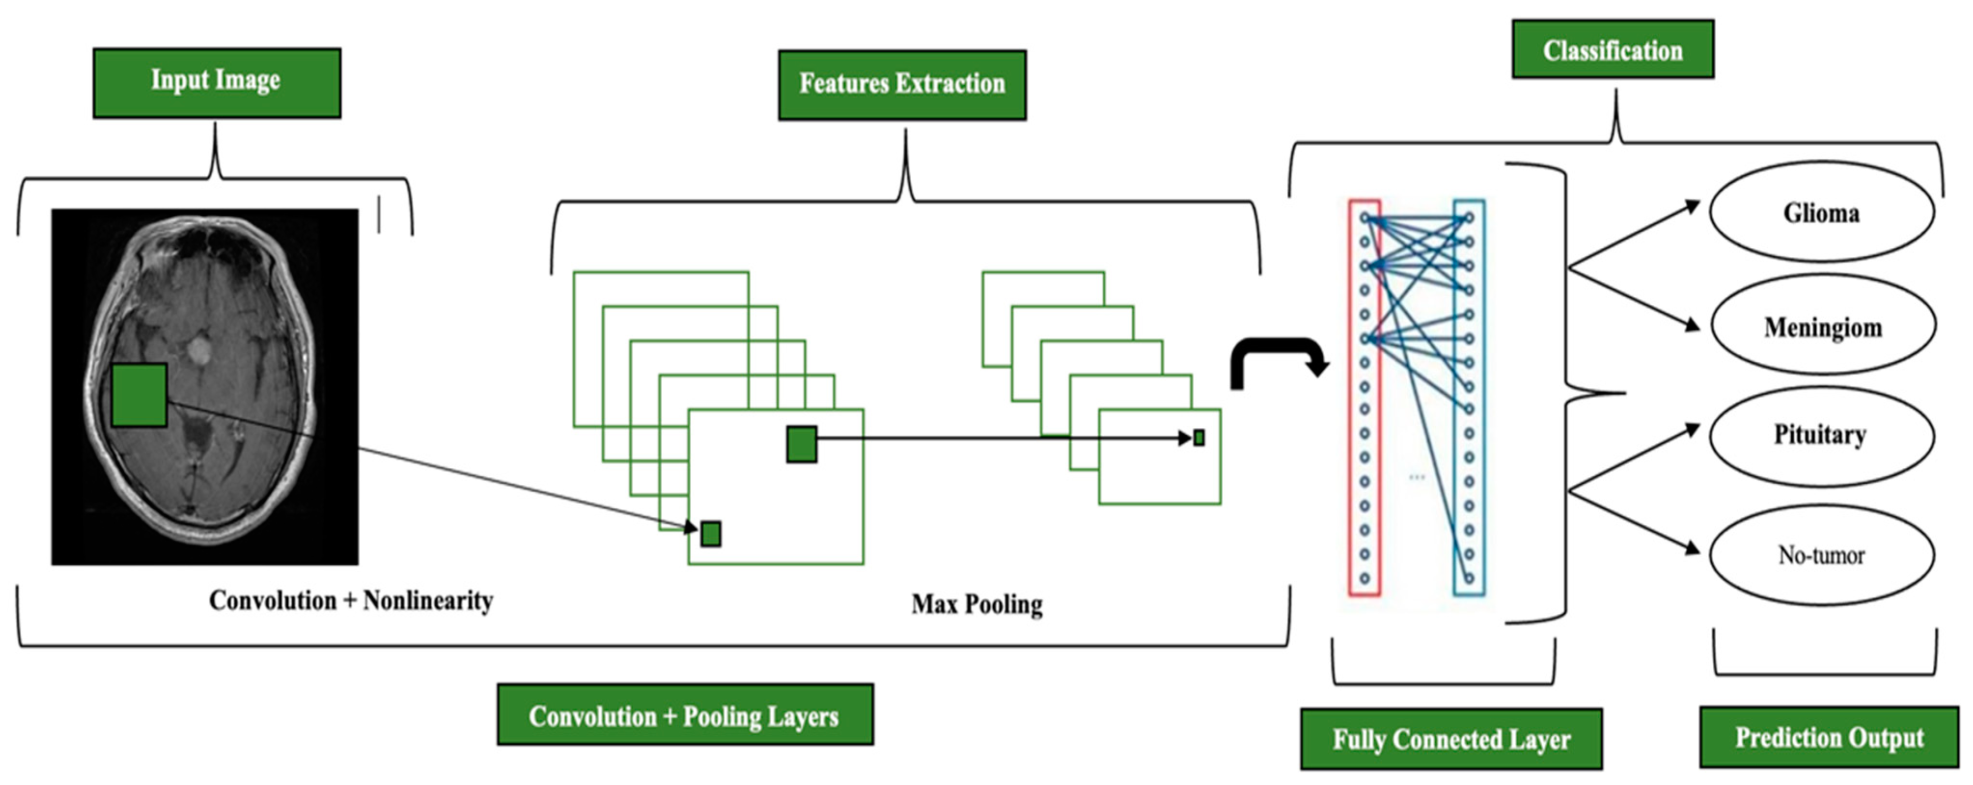 Input Image
Features Extraction
Classification
Glioma
Meningiom
Pituitary
No-tumor
...
Convolution + Nonlinearity
Max Pooling
Convolution + Pooling Layers
Fully Connected Layer
Prediction Output